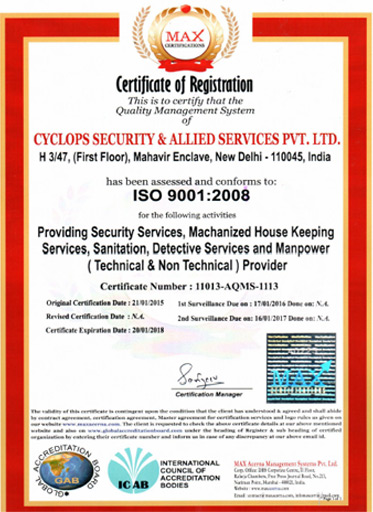 MAX
CERTIFICATIONS
Certificate of Registration
This is to certify that the
Quality Management System
of
CYCLOPS SECURITY & ALLIED SERVICES PVT. LTD.
H 3/47, (First Floor), Mahavir Enclave, New Delhi - 110045, India
has been assessed and conforms to:
ISO 9001:2008
for the following activities
Providing Security Services, Machanized House Keeping
Services, Sanitation, Detective Services and Manpower
( Technical & Non Technical ) Provider
Certificate Number : 11013-AQMS-1113
Original Certification Date : 21/01/2015 1st Surveillance Due on : 17/01/2016 Done on: N.A.
Revised Certification Date : N.A. 2nd Surveillance Due on : 16/01/2017 Done on: N.A.
Certificate Expiration Date : 20/01/2018
MAX
Certification Manager
The validity of this certificate is contingent upon the condition that the client has understood & agreed and shall abide
by contract agreement, certification agreement, Master agreement for certification services and logo rules as given on
our website www.maxaceraa.com. The client is requested to check the above certificate details at our above mentioned
website and also on www.globalaccreditationboard.com under the heading of Register & sub heading of certified
organization by entering their certificate number and inform us in case of any discrepancy at our above email id.
GLOBAL ACCREDITATION BOARD
GAB
ICAB
INTERNATIONAL
COUNCIL OF
ACCREDITATION
BODIES
Management Systems Pvt. Ltd.